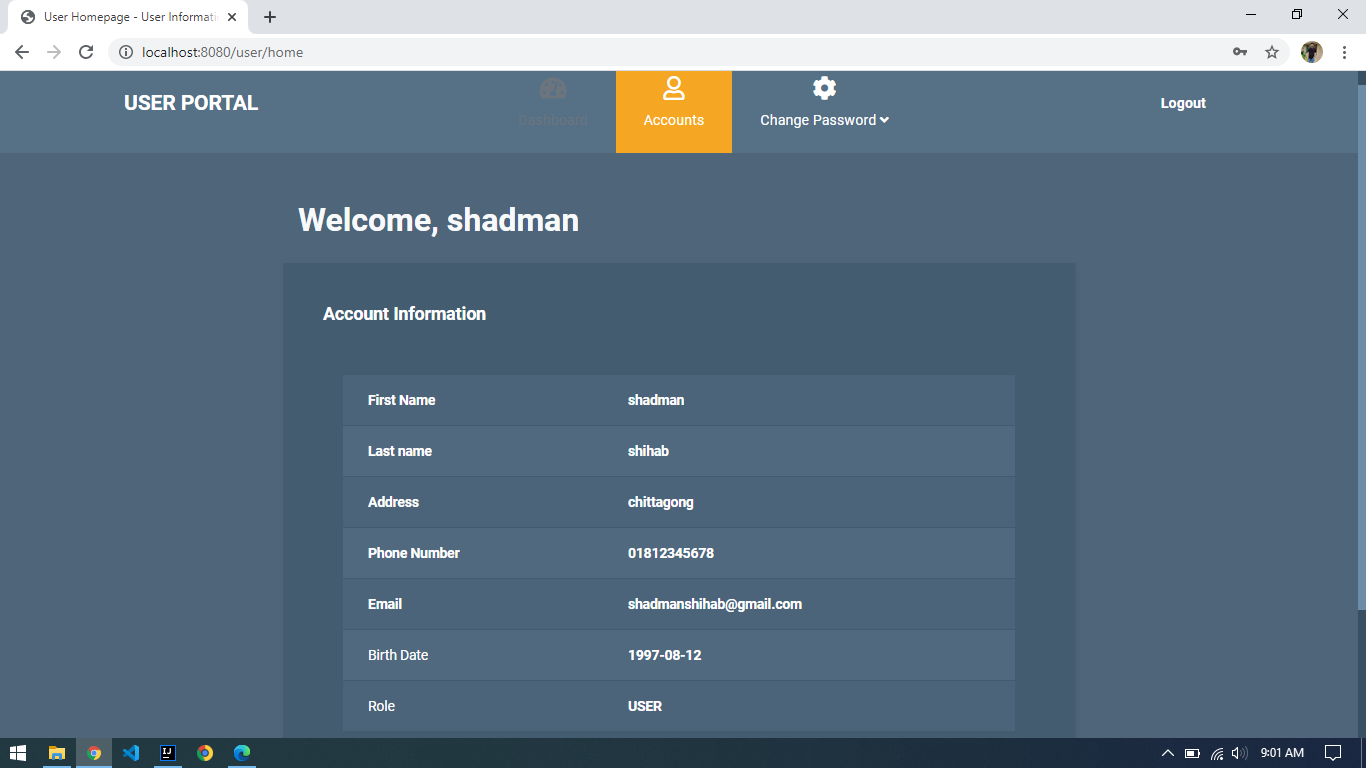 User Homepage - User Informati
localhost:8080/user/home
USER PORTAL
Dashboard
Accounts
Change Password
Logout
Welcome, shadman
Account Information
First Name shadman
Last name shihab
Address chittagong
Phone Number 01812345678
Email shadmanshihab@gmail.com
Birth Date 1997-08-12
Role USER
IJ
9:01 AM